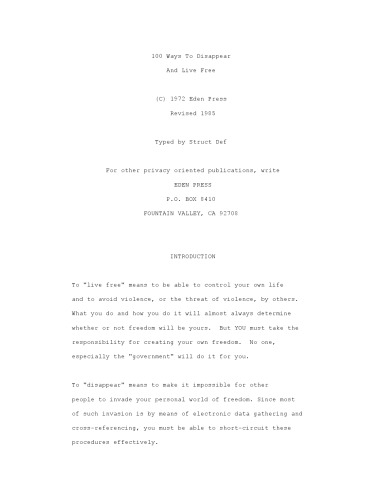 100 Ways To Disappear
And Live Free
(C) 1972 Eden Press
Revised 1985
Typed by Struct Def
For other privacy oriented publications, write
EDEN PRESS
P.O. BOX 8410
FOUNTAIN VALLEY, CA 92708
INTRODUCTION
To "live free" means to be able to control your own life
and to avoid violence, or the threat of violence, by others.
What you do and how you do it will almost always determine
whether or not freedom will be yours. But YOU must take the
responsibility for creating your own freedom. No one,
especially the "government" will do it for you.
To "disappear" means to make it impossible for other
people to invade your personal world of freedom. Since most
of such invasion is by means of electronic data gathering and
cross-referencing, you must be able to short-circuit these
procedures effectively.